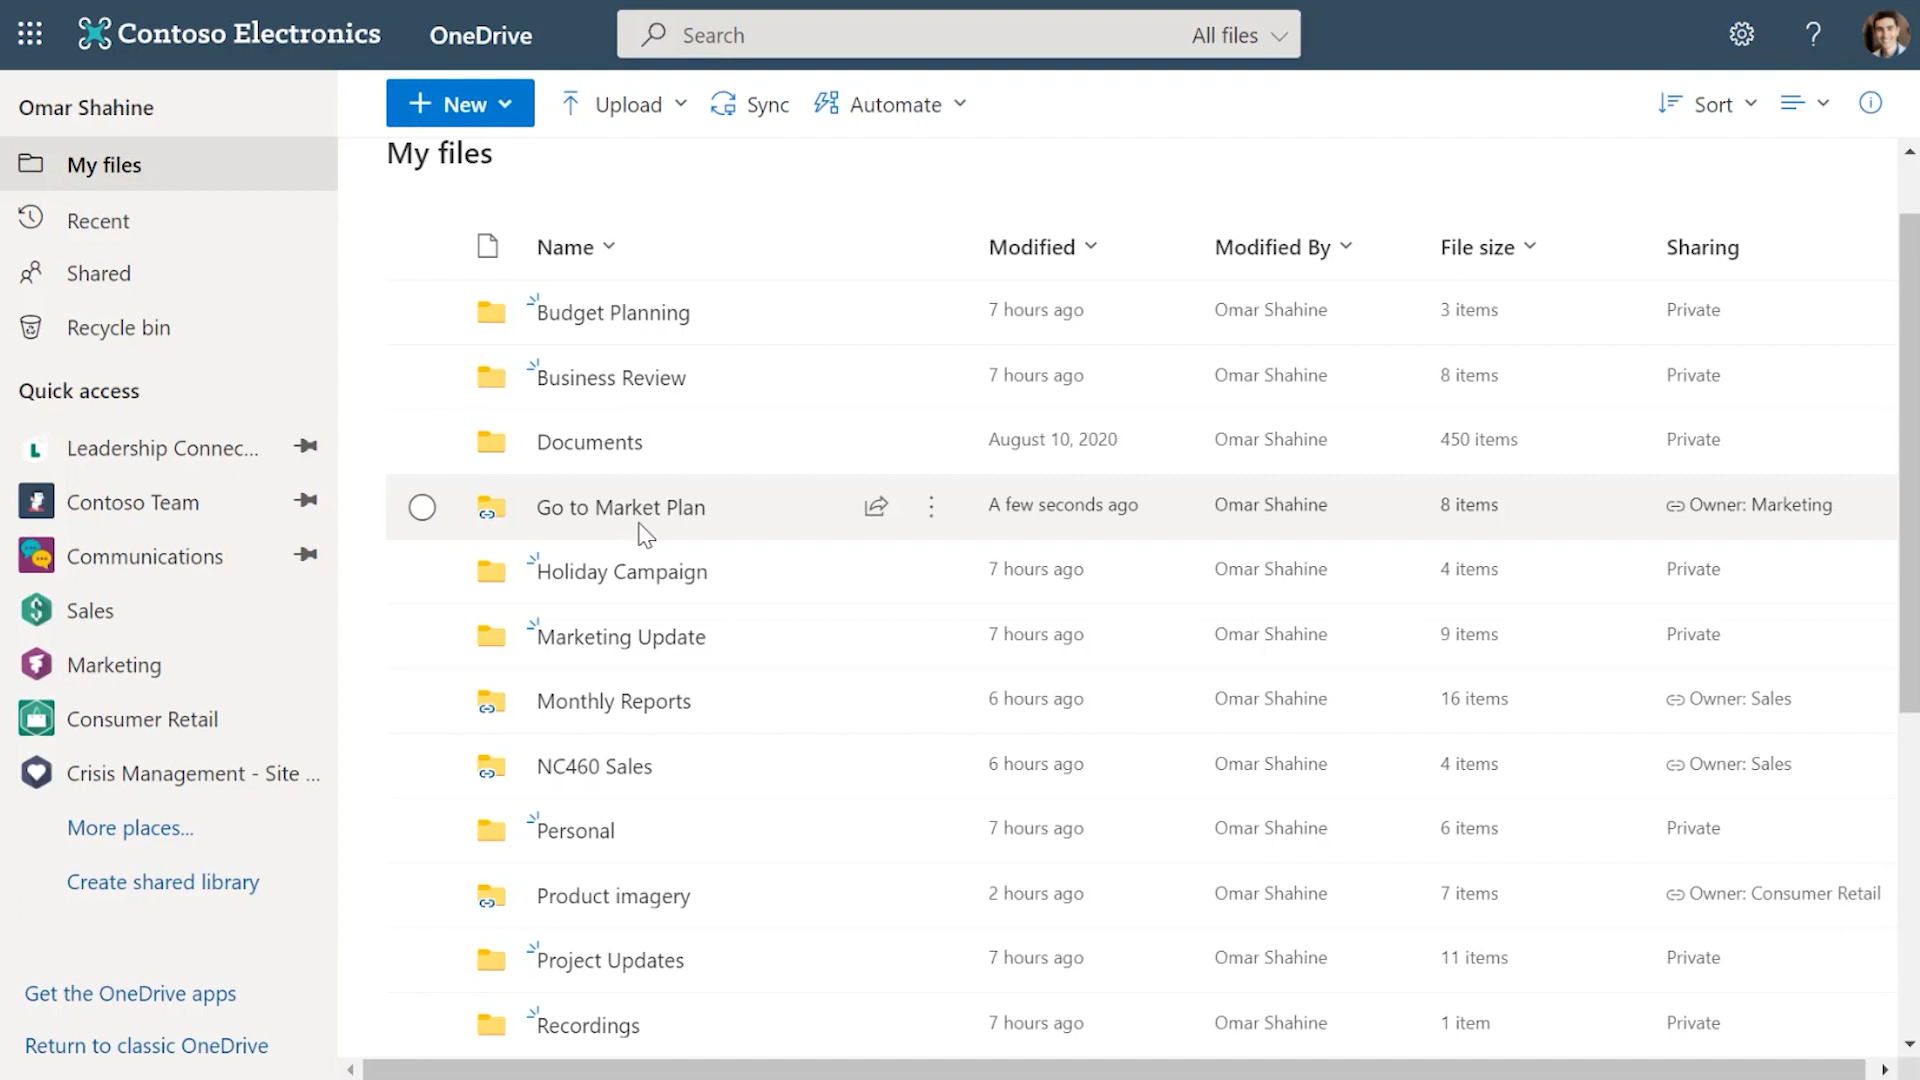 Contoso Electronics OneDrive Search All files ?
Omar Shahine
My files
Recent
Shared
Recycle bin
Quick access
L Leadership Connec...
Contoso Team
Communications
$ Sales
Marketing
Consumer Retail
Crisis Management - Site ...
More places...
Create shared library
Get the OneDrive apps
Return to classic OneDrive
+ New Upload Sync Automate Sort
My files
Name Modified Modified By File size Sharing
Budget Planning 7 hours ago Omar Shahine 3 items Private
Business Review 7 hours ago Omar Shahine 8 items Private
Documents August 10, 2020 Omar Shahine 450 items Private
Go to Market Plan A few seconds ago Omar Shahine 8 items Owner: Marketing
Holiday Campaign 7 hours ago Omar Shahine 4 items Private
Marketing Update 7 hours ago Omar Shahine 9 items Private
Monthly Reports 6 hours ago Omar Shahine 16 items Owner: Sales
NC460 Sales 6 hours ago Omar Shahine 4 items Owner: Sales
Personal 7 hours ago Omar Shahine 6 items Private
Product imagery 2 hours ago Omar Shahine 7 items Owner: Consumer Retail
Project Updates 7 hours ago Omar Shahine 11 items Private
Recordings 7 hours ago Omar Shahine 1 item Private